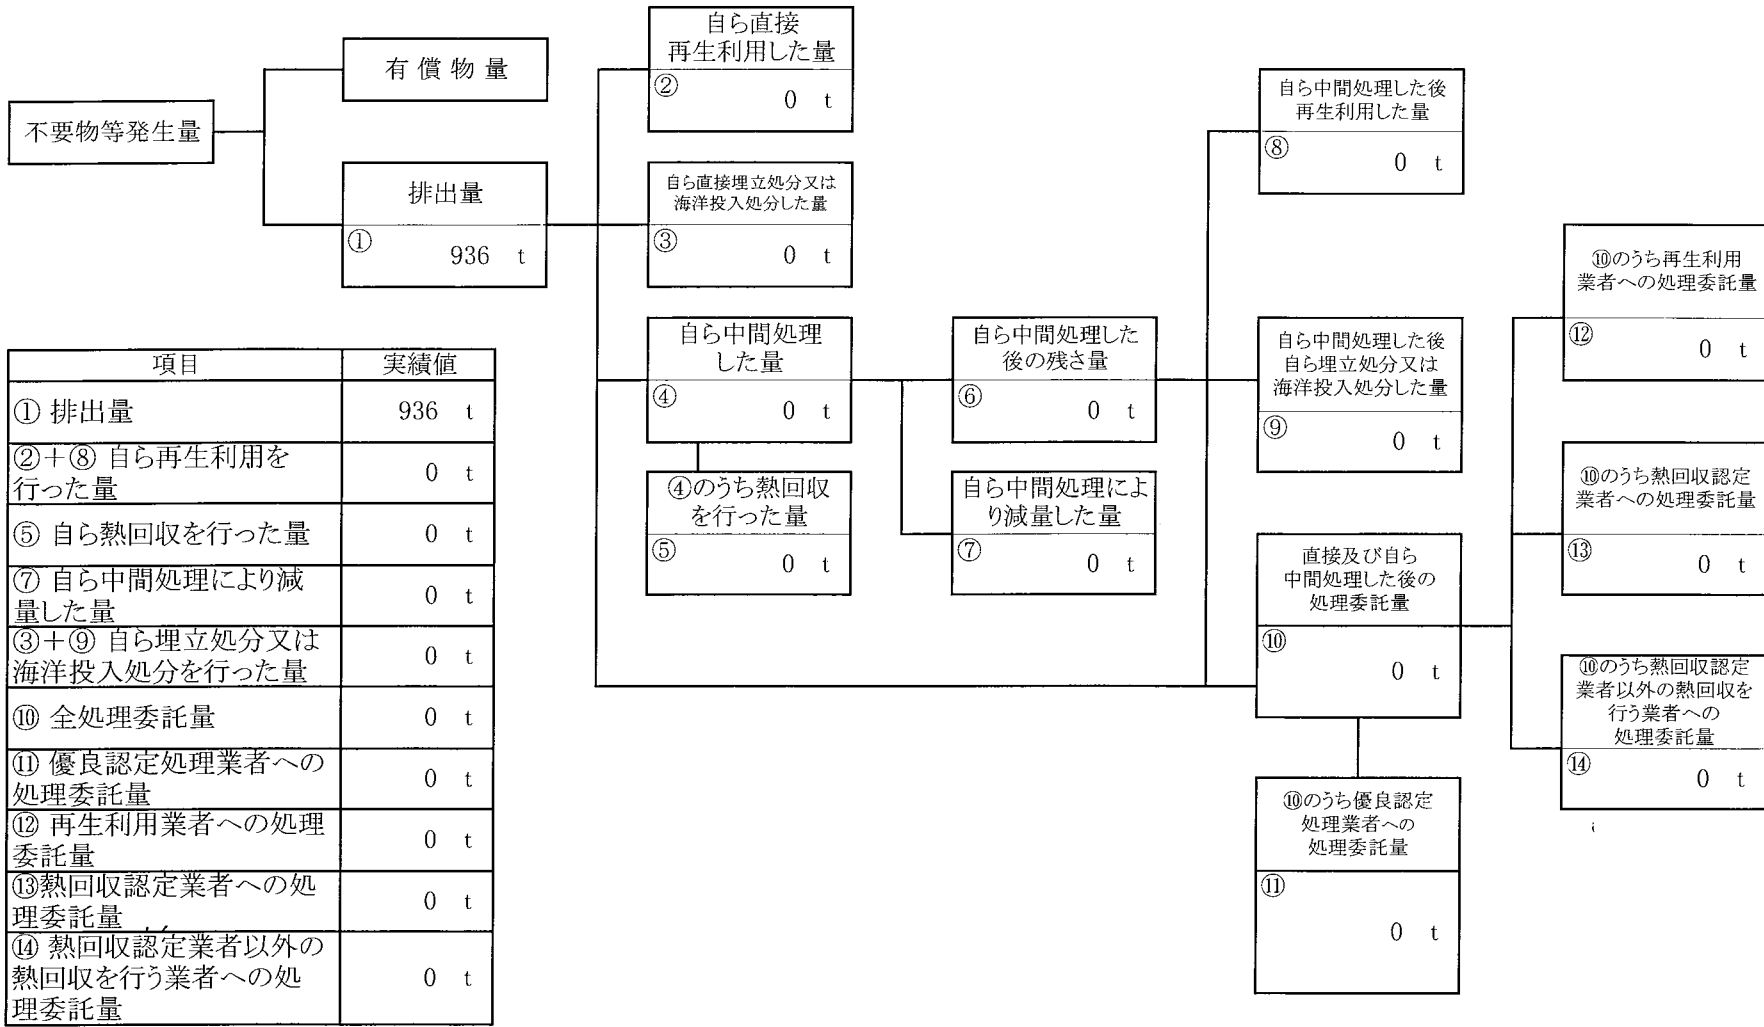 不要物等発生量
有償物量
排出量
①
936 t
自ら直接
再生利用した量
②
0 t
自ら直接埋立処分又は
海洋投入処分した量
③
0 t
自ら中間処理
した量
④
0 t
④のうち熱回収
を行った量
⑤
0 t
自ら中間処理した
後の残さ量
⑥
0 t
自ら中間処理によ
り減量した量
⑦
0 t
自ら中間処理した後
再生利用した量
⑧
0 t
自ら中間処理した後
自ら埋立処分又は
海洋投入処分した量
⑨
0 t
直接及び自ら
中間処理した後の
処理委託量
⑩
0 t
⑩のうち優良認定
処理業者への
処理委託量
⑪
0 t
⑩のうち再生利用
業者への処理委託量
⑫
0 t
⑩のうち熱回収認定
業者への処理委託量
⑬
0 t
⑩のうち熱回収認定
業者以外の熱回収を
行う業者への
処理委託量
⑭
0 t
項目 実績値
① 排出量 936 t
②＋⑧ 自ら再生利用を
行った量 0 t
⑤ 自ら熱回収を行った量 0 t
⑦ 自ら中間処理により減
量した量 0 t
③＋⑨ 自ら埋立処分又は
海洋投入処分を行った量 0 t
⑩ 全処理委託量 0 t
⑪ 優良認定処理業者への
処理委託量 0 t
⑫ 再生利用業者への処理
委託量 0 t
⑬熱回収認定業者への処
理委託量 0 t
⑭ 熱回収認定業者以外の
熱回収を行う業者への処
理委託量 0 t